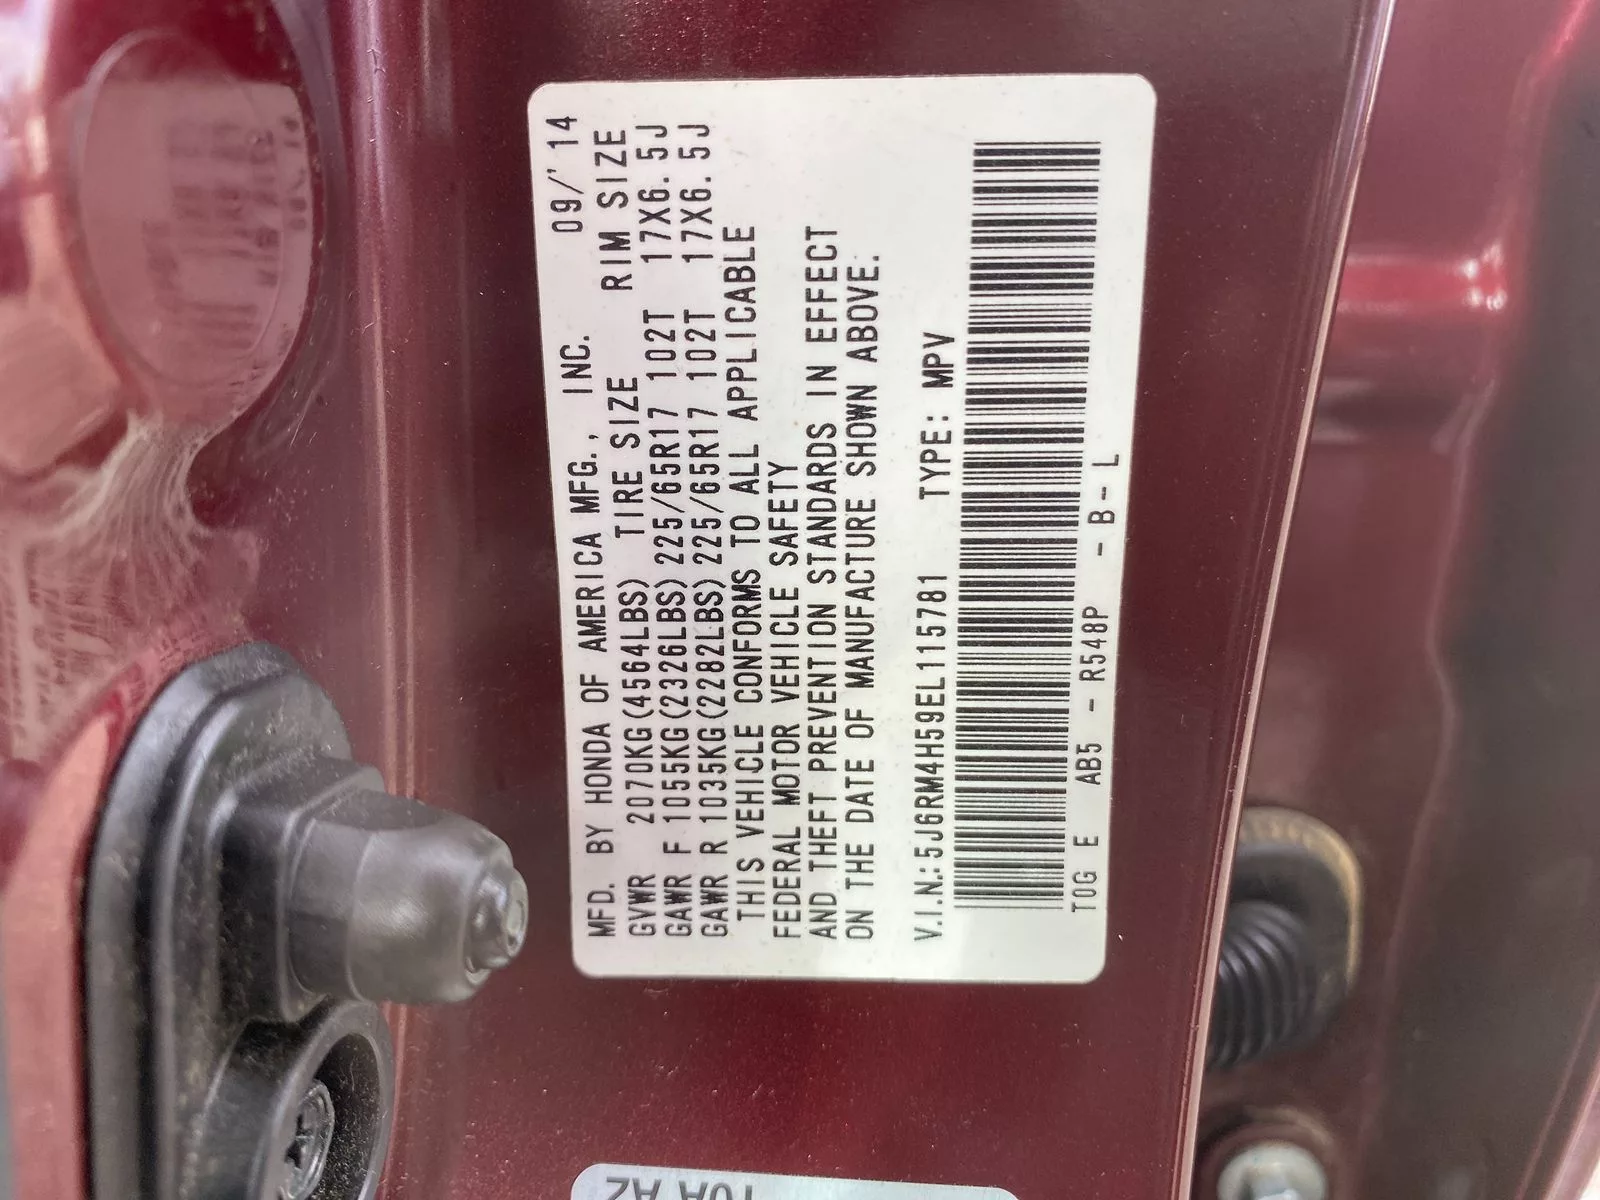 MFD. BY HONDA OF AMERICA MFG., INC. 09/'14
GVWR 2070KG(4564LBS) TIRE SIZE RIM SIZE
GAWR F 1055KG(2326LBS) 225/65R17 102T 17X6.5J
GAWR R 1035KG(2282LBS) 225/65R17 102T 17X6.5J
THIS VEHICLE CONFORMS TO ALL APPLICABLE
FEDERAL MOTOR VEHICLE SAFETY
AND THEFT PREVENTION STANDARDS IN EFFECT
ON THE DATE OF MANUFACTURE SHOWN ABOVE.
V.I.N.:5J6RM4H59EL115781 TYPE: MPV
T0G E AB5 - R548P - B - L